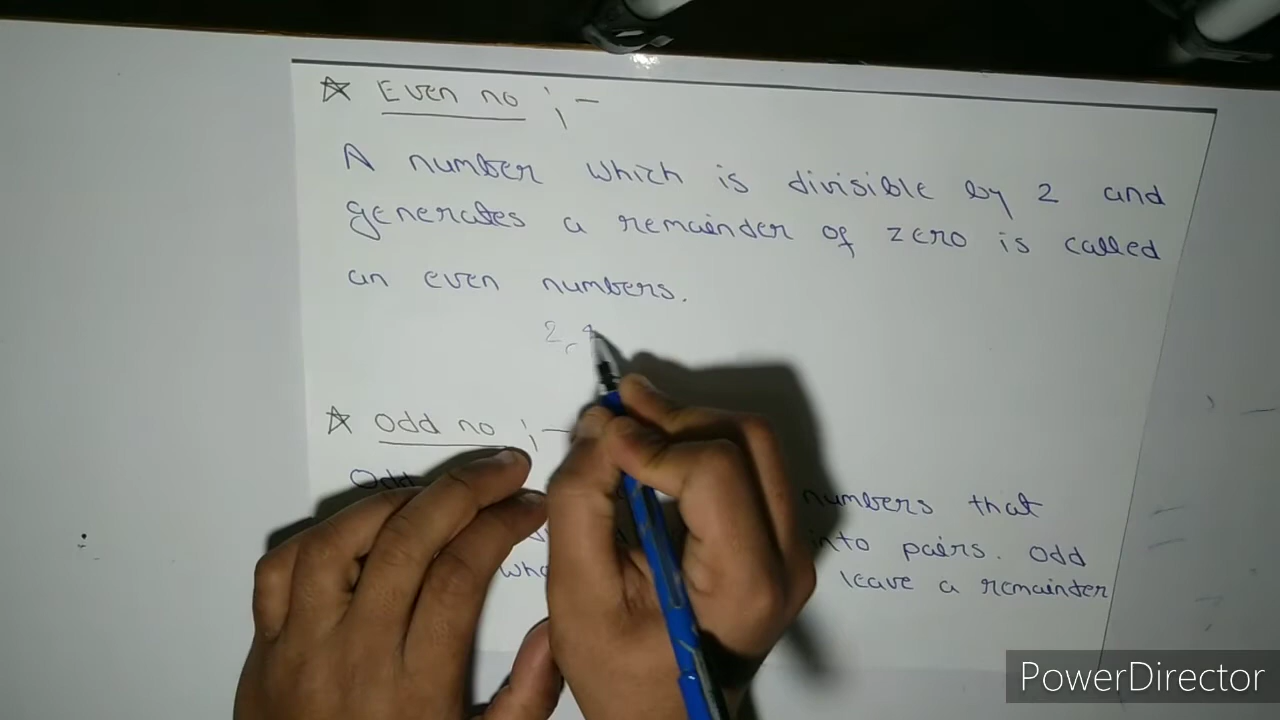 ☆ Even no ;-
A number which is divisible by 2 and
generates a remainder of zero is called
an even numbers.
2, 4
☆ Odd no ;-
Odd numbers that
into pairs. Odd
leave a remainder
PowerDirector